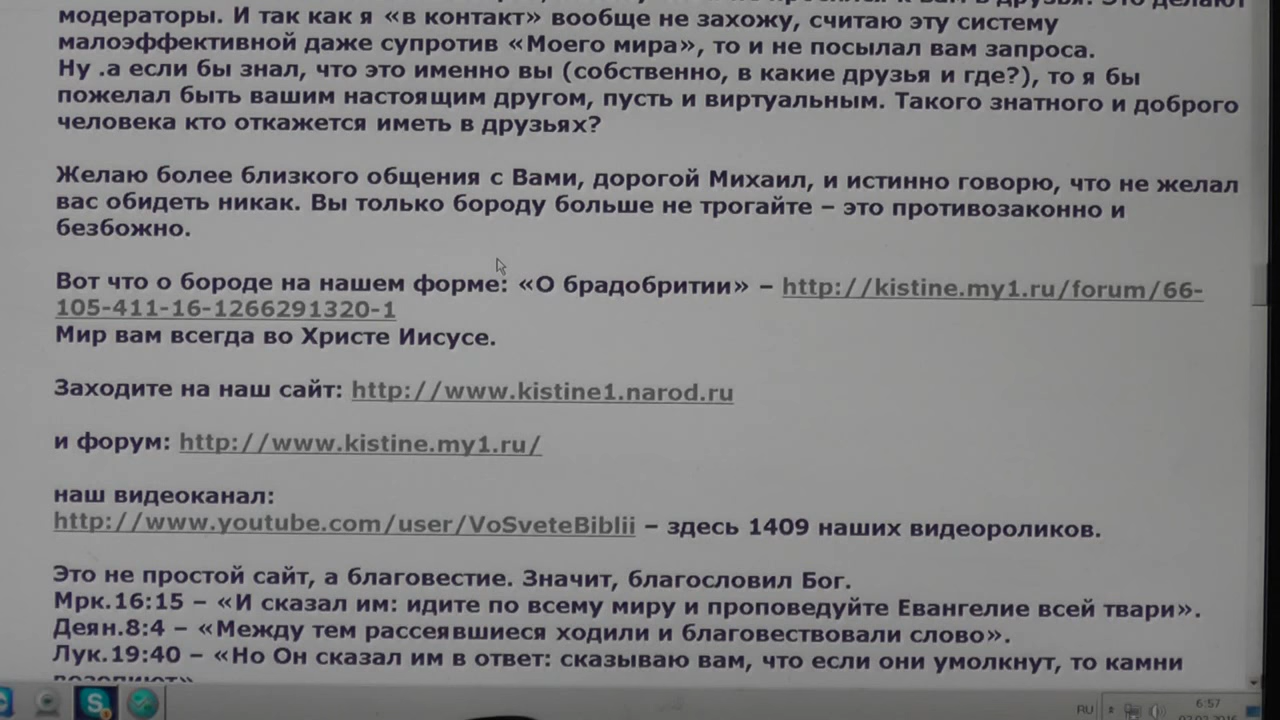 модераторы. И так как я «в контакт» вообще не захожу, считаю эту систему
малоэффективной даже супротив «Моего мира», то и не посылал вам запроса.
Ну .а если бы знал, что это именно вы (собственно, в какие друзья и где?), то я бы
пожелал быть вашим настоящим другом, пусть и виртуальным. Такого знатного и доброго
человека кто откажется иметь в друзьях?
Желаю более близкого общения с Вами, дорогой Михаил, и истинно говорю, что не желал
вас обидеть никак. Вы только бороду больше не трогайте – это противозаконно и
безбожно.
Вот что о бороде на нашем форме: «О брадобритии» – http://kistine.my1.ru/forum/66-
105-411-16-1266291320-1
Мир вам всегда во Христе Иисусе.
Заходите на наш сайт: http://www.kistine1.narod.ru
и форум: http://www.kistine.my1.ru/
наш видеоканал:
http://www.youtube.com/user/VoSveteBiblii – здесь 1409 наших видеороликов.
Это не простой сайт, а благовестие. Значит, благословил Бог.
Мрк.16:15 – «И сказал им: идите по всему миру и проповедуйте Евангелие всей твари».
Деян.8:4 – «Между тем рассеявшиеся ходили и благовествовали слово».
Лук.19:40 – «Но Он сказал им в ответ: сказываю вам, что если они умолкнут, то камни
RU 6:57